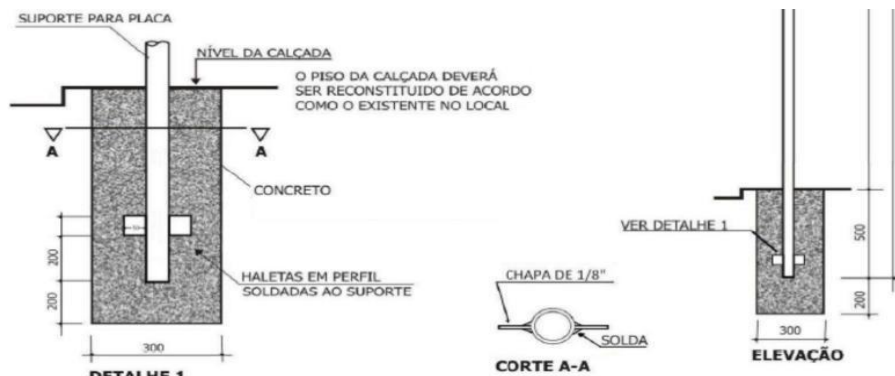 SUPORTE PARA PLACA
NÍVEL DA CALÇADA
O PISO DA CALÇADA DEVERÁ
SER RECONSTITUIDO DE ACORDO
COMO O EXISTENTE NO LOCAL
A
A
CONCRETO
200
200
HALETAS EM PERFIL
SOLDADAS AO SUPORTE
300
DETALHE 1
CHAPA DE 1/8"
SOLDA
CORTE A-A
VER DETALHE 1
500
200
300
ELEVAÇÃO